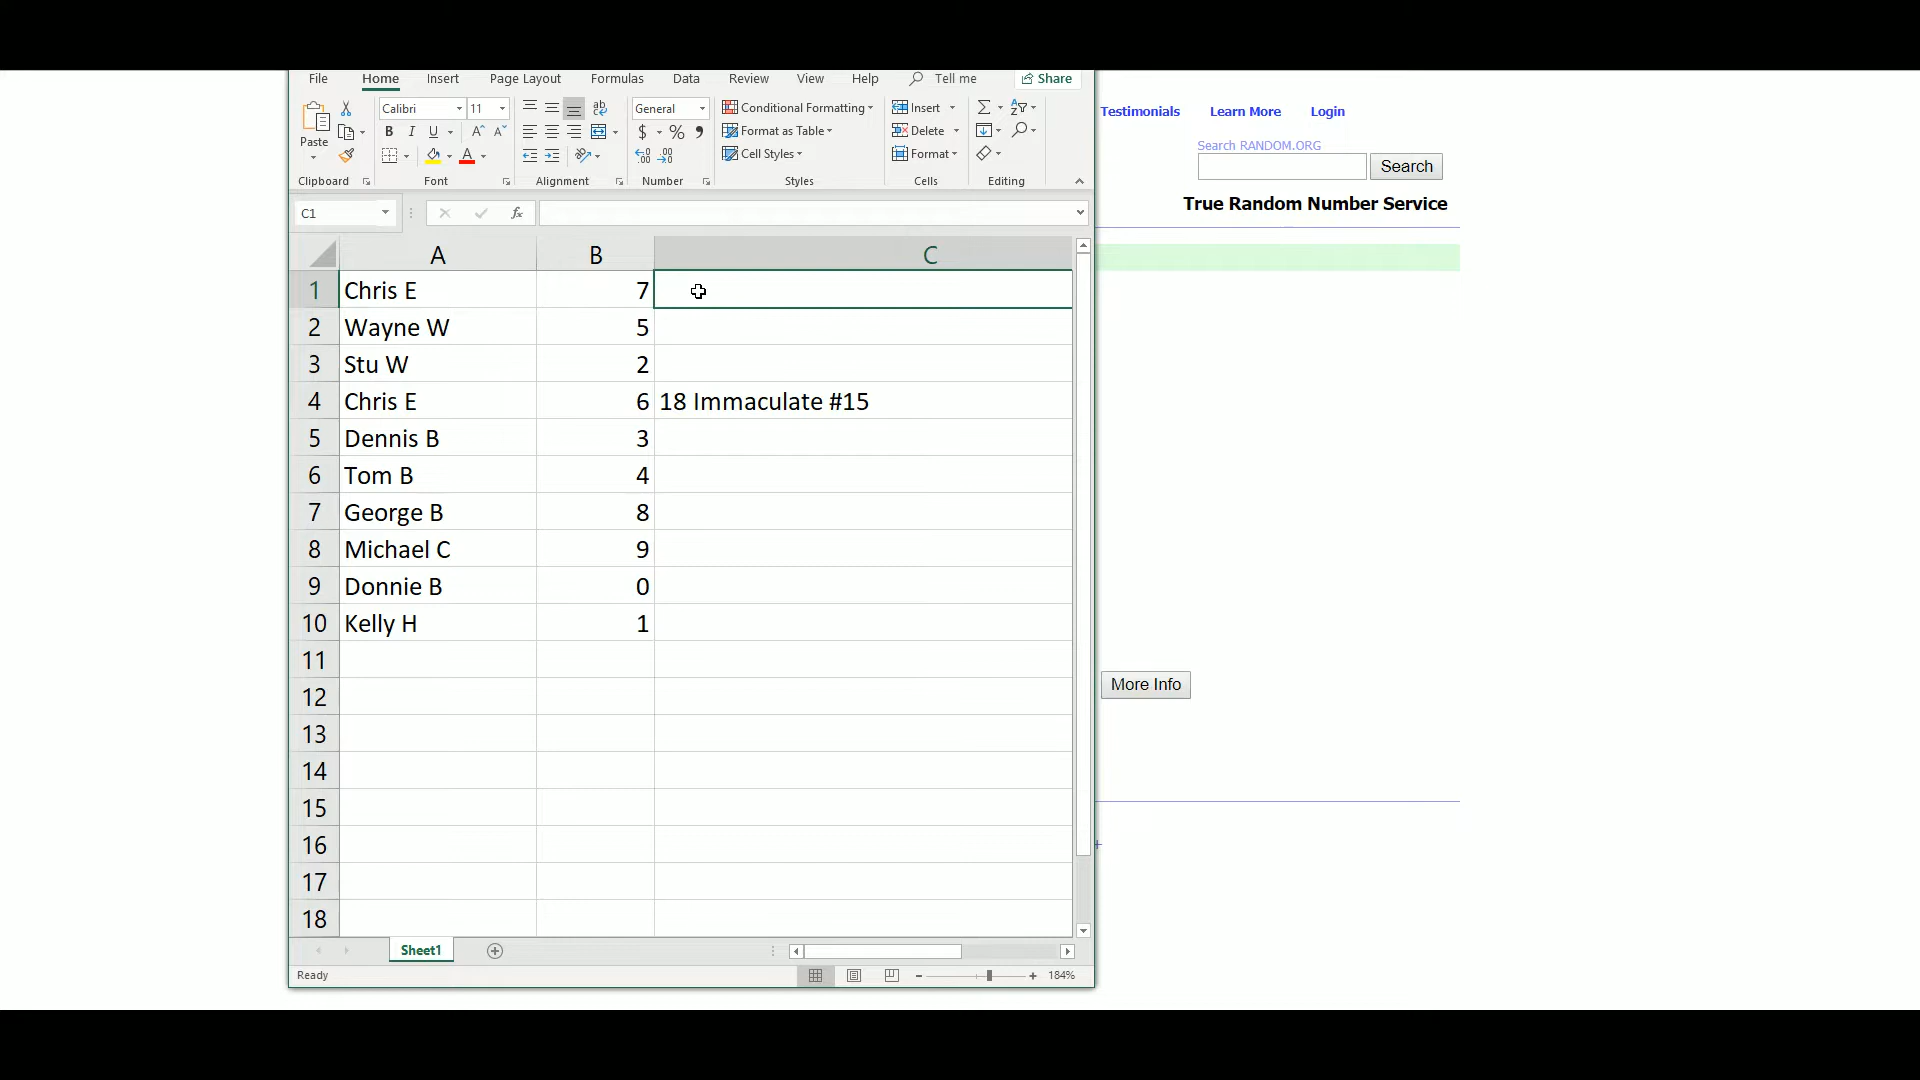 File Home Insert Page Layout Formulas Data Review View Help Tell me Share
Testimonials Learn More Login
Calibri 11 General Conditional Formatting Insert
Search RANDOM.ORG
Paste B I U $ % , Format as Table Delete
Search
Cell Styles Format
Clipboard Font Alignment Number Styles Cells Editing
True Random Number Service
C1 fx
A B C
1 Chris E 7
2 Wayne W 5
3 Stu W 2
4 Chris E 6 18 Immaculate #15
5 Dennis B 3
6 Tom B 4
7 George B 8
8 Michael C 9
9 Donnie B 0
10 Kelly H 1
11
More Info
12
13
14
15
16
17
18
Sheet1
Ready 184%